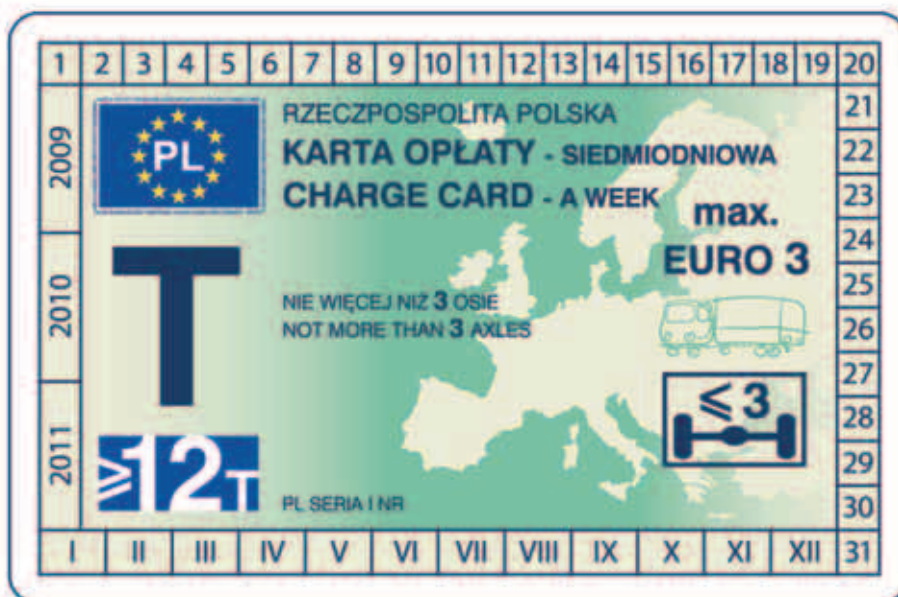 1 2 3 4 5 6 7 8 9 10 11 12 13 14 15 16 17 18 19 20
21
22
23
24
25
26
27
28
29
30
31
2009
2010
2011
PL
RZECZPOSPOLITA POLSKA
KARTA OPŁATY - SIEDMIODNIOWA
CHARGE CARD - A WEEK
max.
EURO 3
T
NIE WIĘCEJ NIŻ 3 OSIE
NOT MORE THAN 3 AXLES
≤ 3
≥12T
PL SERIA I NR
I II III IV V VI VII VIII IX X XI XII